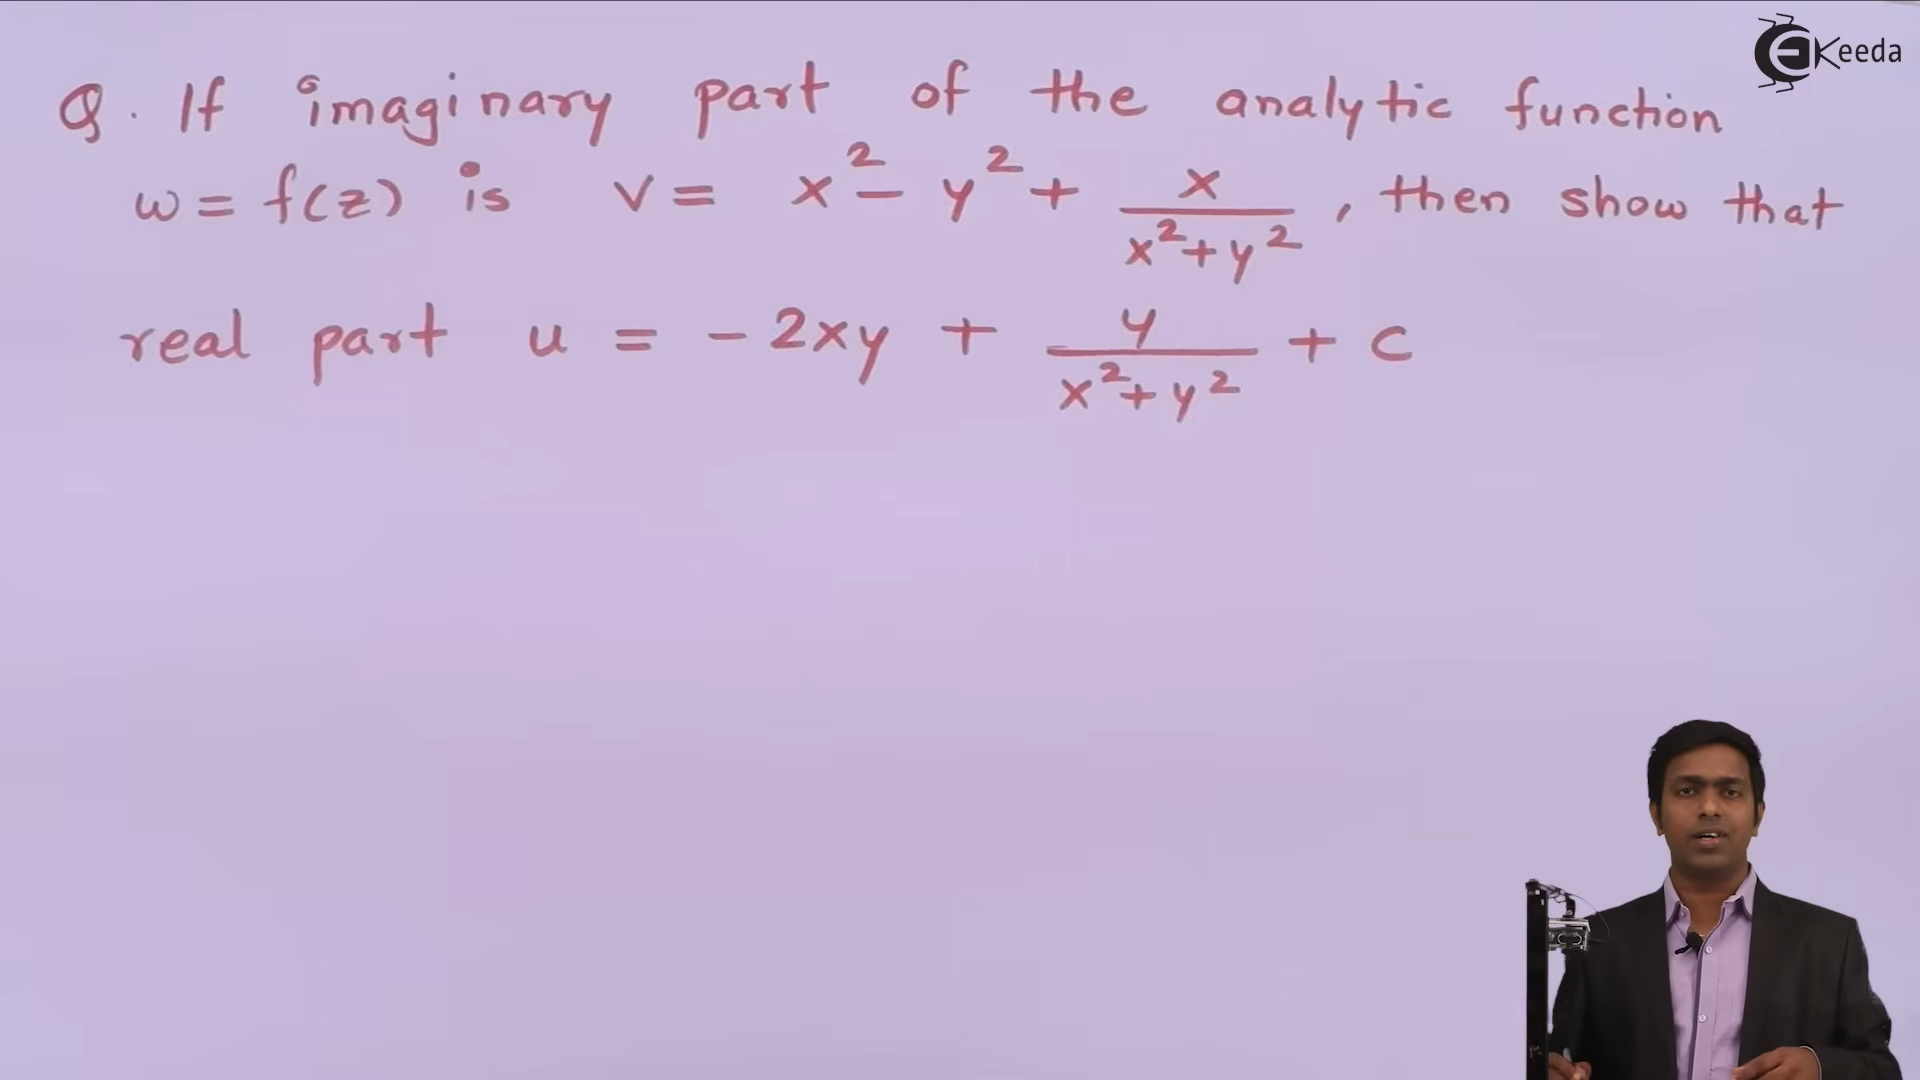 EKeeda
Q. If imaginary part of the analytic function
w = f(z) is v = x² - y² + x/(x²+y²), then show that
real part u = -2xy + y/(x²+y²) + c